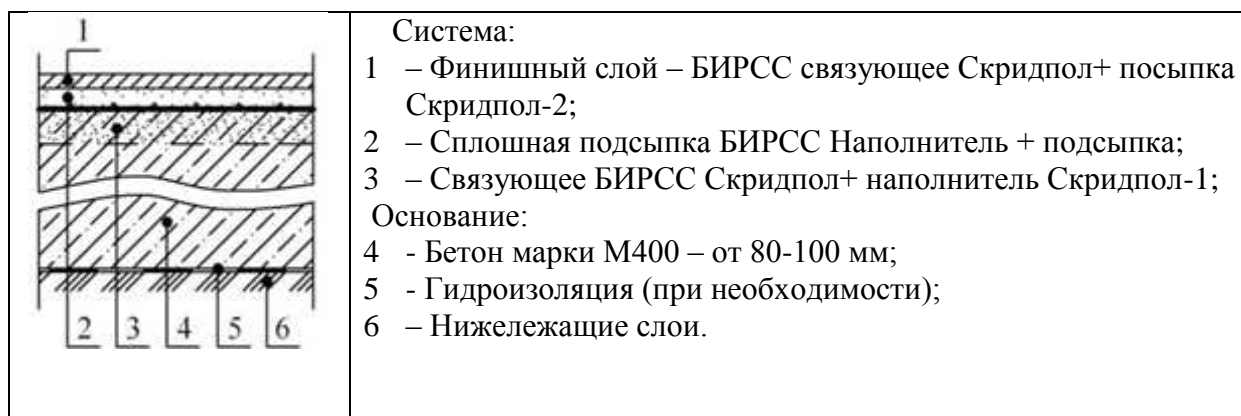 1
2 3 4 5 6
Система:
1 – Финишный слой – БИРСС связующее Скридпол+ посыпка
Скридпол-2;
2 – Сплошная подсыпка БИРСС Наполнитель + подсыпка;
3 – Связующее БИРСС Скридпол+ наполнитель Скридпол-1;
Основание:
4 - Бетон марки М400 – от 80-100 мм;
5 - Гидроизоляция (при необходимости);
6 – Нижележащие слои.